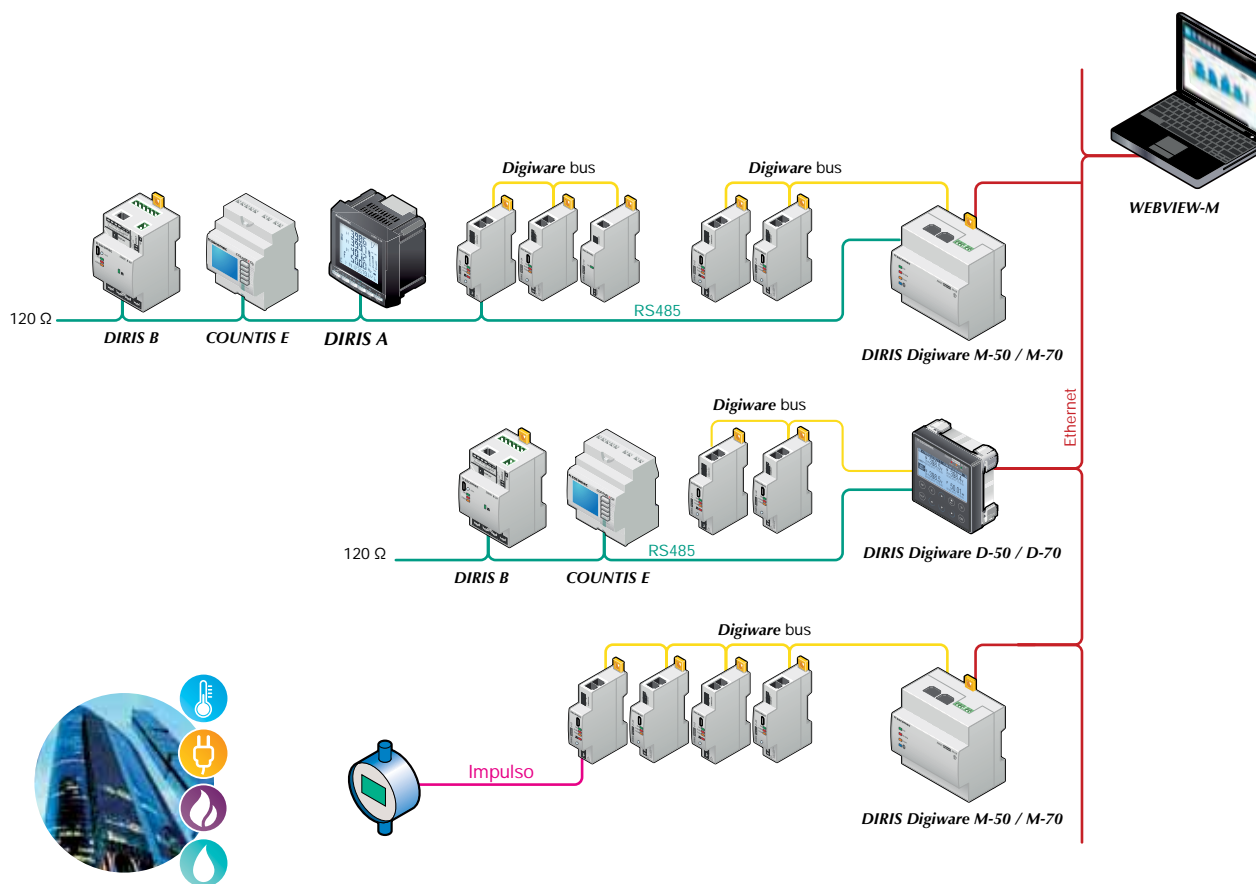 Digiware bus
Digiware bus
WEBVIEW-M
RS485
120 Ω
DIRIS B
COUNTIS E
DIRIS A
DIRIS Digiware M-50 / M-70
Digiware bus
Ethernet
RS485
120 Ω
DIRIS B
COUNTIS E
DIRIS Digiware D-50 / D-70
Digiware bus
Impulso
DIRIS Digiware M-50 / M-70